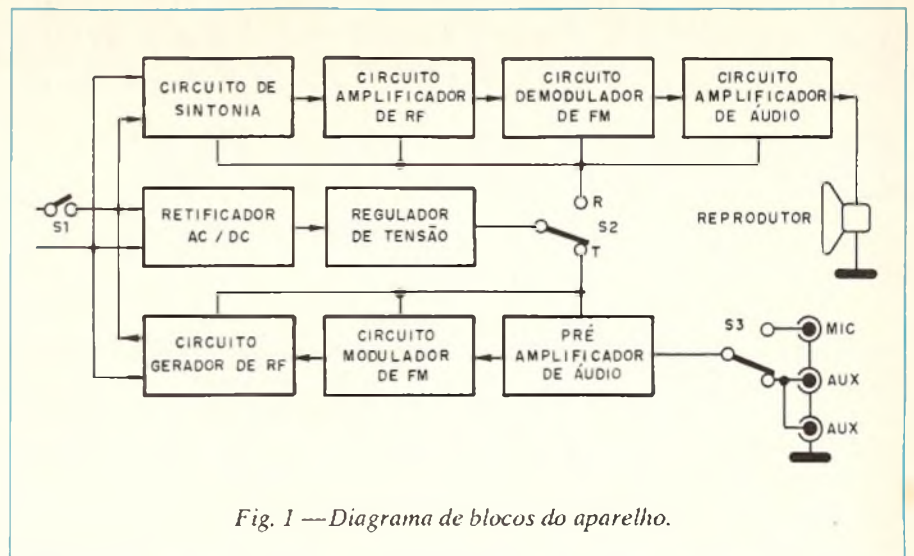 CIRCUITO DE
SINTONIA
CIRCUITO
AMPLIFICADOR
DE RF
CIRCUITO
DEMODULADOR
DE FM
CIRCUITO
AMPLIFICADOR
DE ÁUDIO
S1
RETIFICADOR
AC / DC
REGULADOR
DE TENSÃO
R
S2
T
REPRODUTOR
CIRCUITO
GERADOR DE RF
CIRCUITO
MODULADOR
DE FM
PRÉ
AMPLIFICADOR
DE ÁUDIO
S3
MIC
AUX
AUX
Fig. 1 — Diagrama de blocos do aparelho.